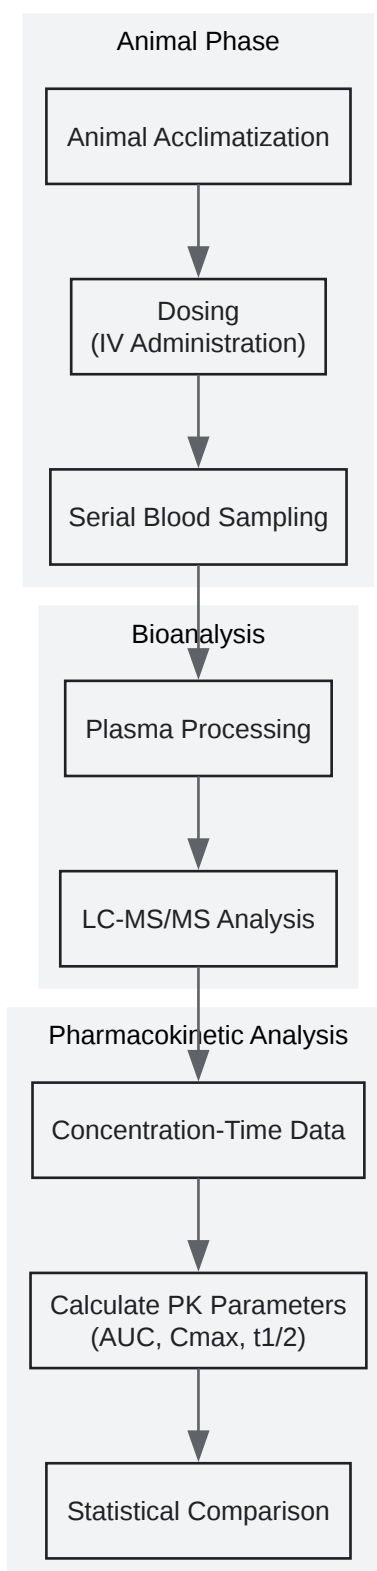 Animal Phase
Animal Acclimatization
Dosing
(IV Administration)
Serial Blood Sampling
Bioanalysis
Plasma Processing
LC-MS/MS Analysis
Pharmacokinetic Analysis
Concentration-Time Data
Calculate PK Parameters
(AUC, Cmax, t1/2)
Statistical Comparison